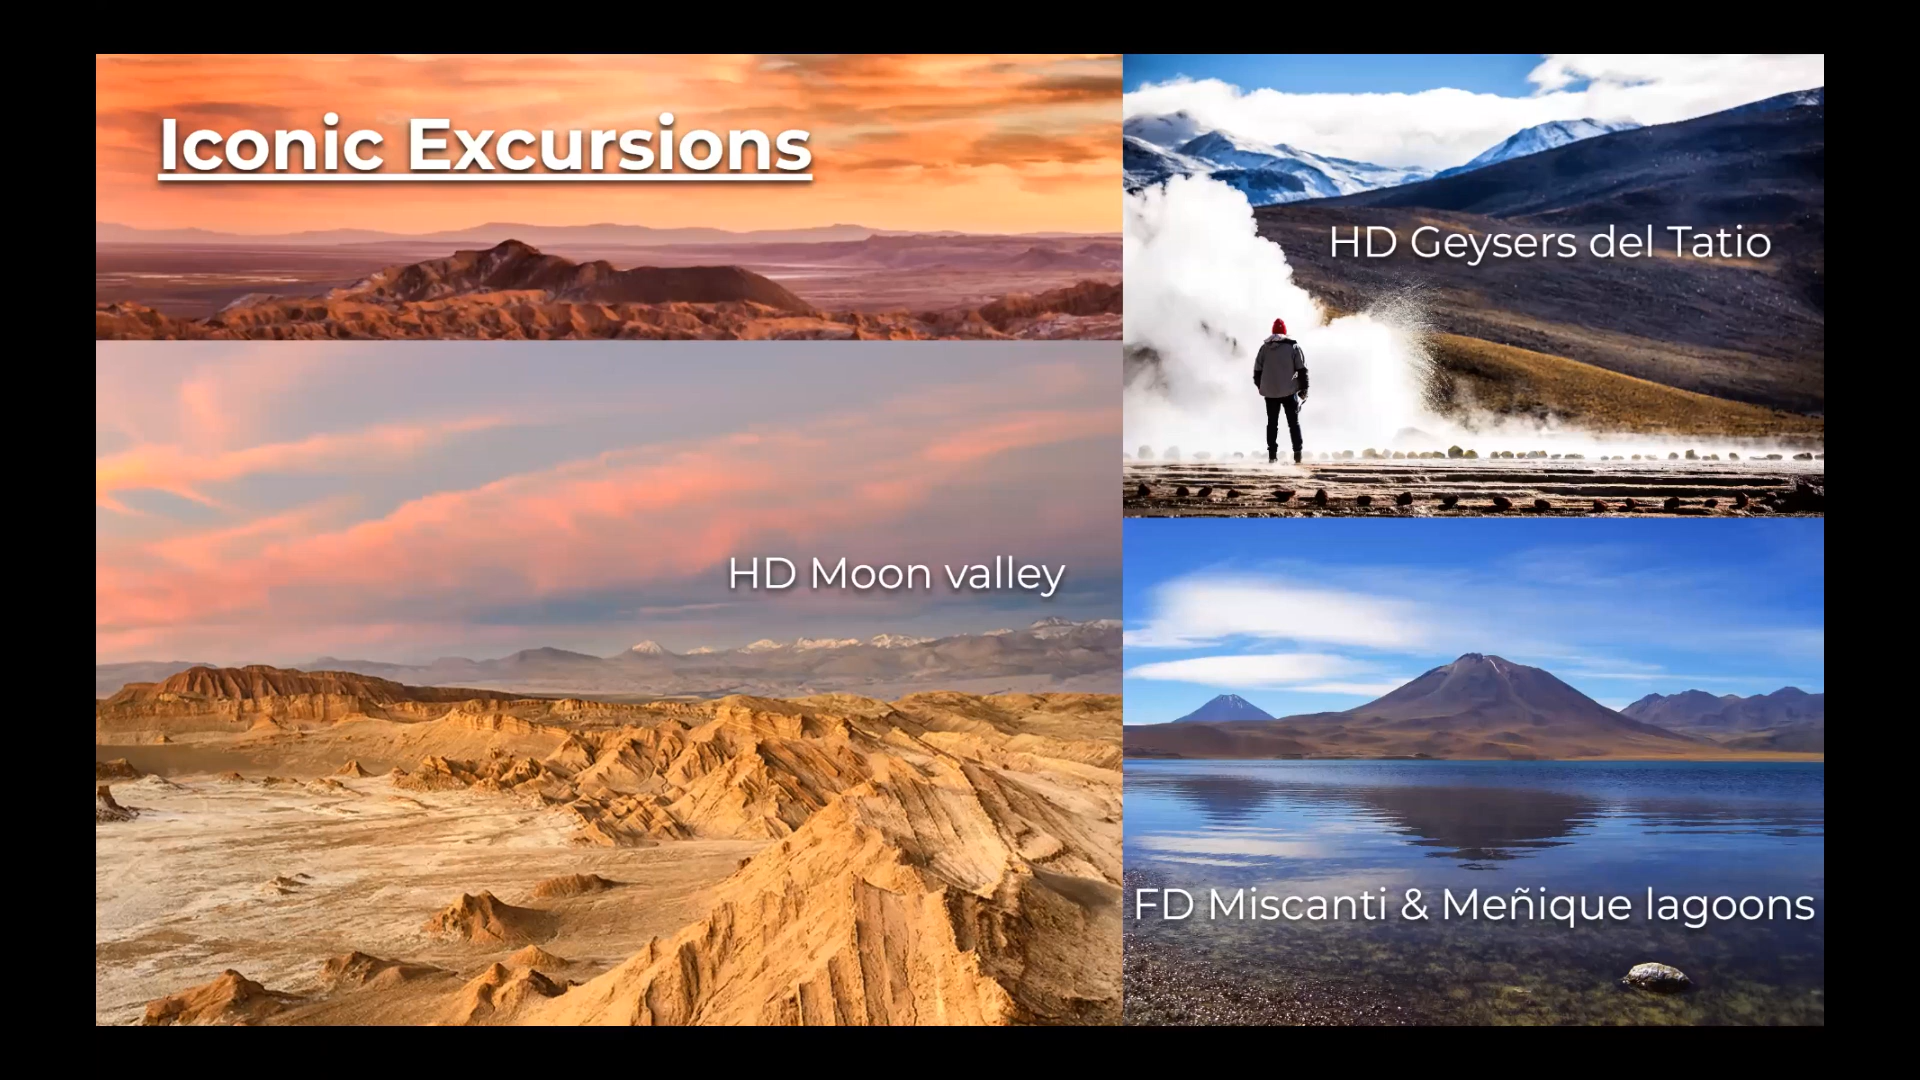 Iconic Excursions
HD Geysers del Tatio
HD Moon valley
FD Miscanti & Meñique lagoons